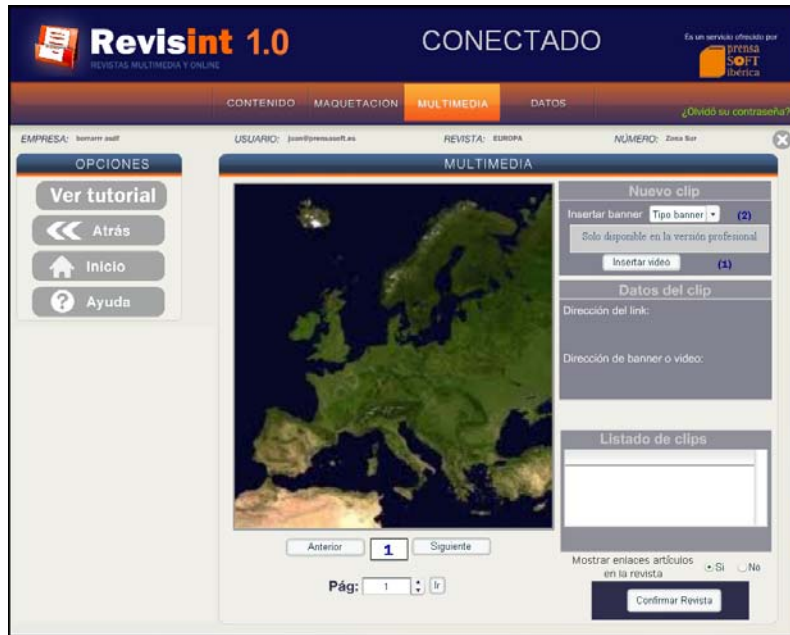 Revisint 1.0
REVISTAS MULTIMEDIA Y ONLINE
CONECTADO
Es un servicio ofrecido por
prensa
SOFT
ibérica
CONTENIDO MAQUETACIÓN MULTIMEDIA DATOS
¿Olvidó su contraseña?
EMPRESA: borrarrr asdf USUARIO: juan@prensasoft.es REVISTA: EUROPA NÚMERO: Zona Sur
OPCIONES
Ver tutorial
Atrás
Inicio
Ayuda
MULTIMEDIA
Nuevo clip
Insertar banner Tipo banner (2)
Solo disponible en la versión profesional
Insertar video (1)
Datos del clip
Dirección del link:
Dirección de banner o video:
Listado de clips
Anterior 1 Siguiente
Pág: 1 Ir
Mostrar enlaces artículos
en la revista
Si No
Confirmar Revista